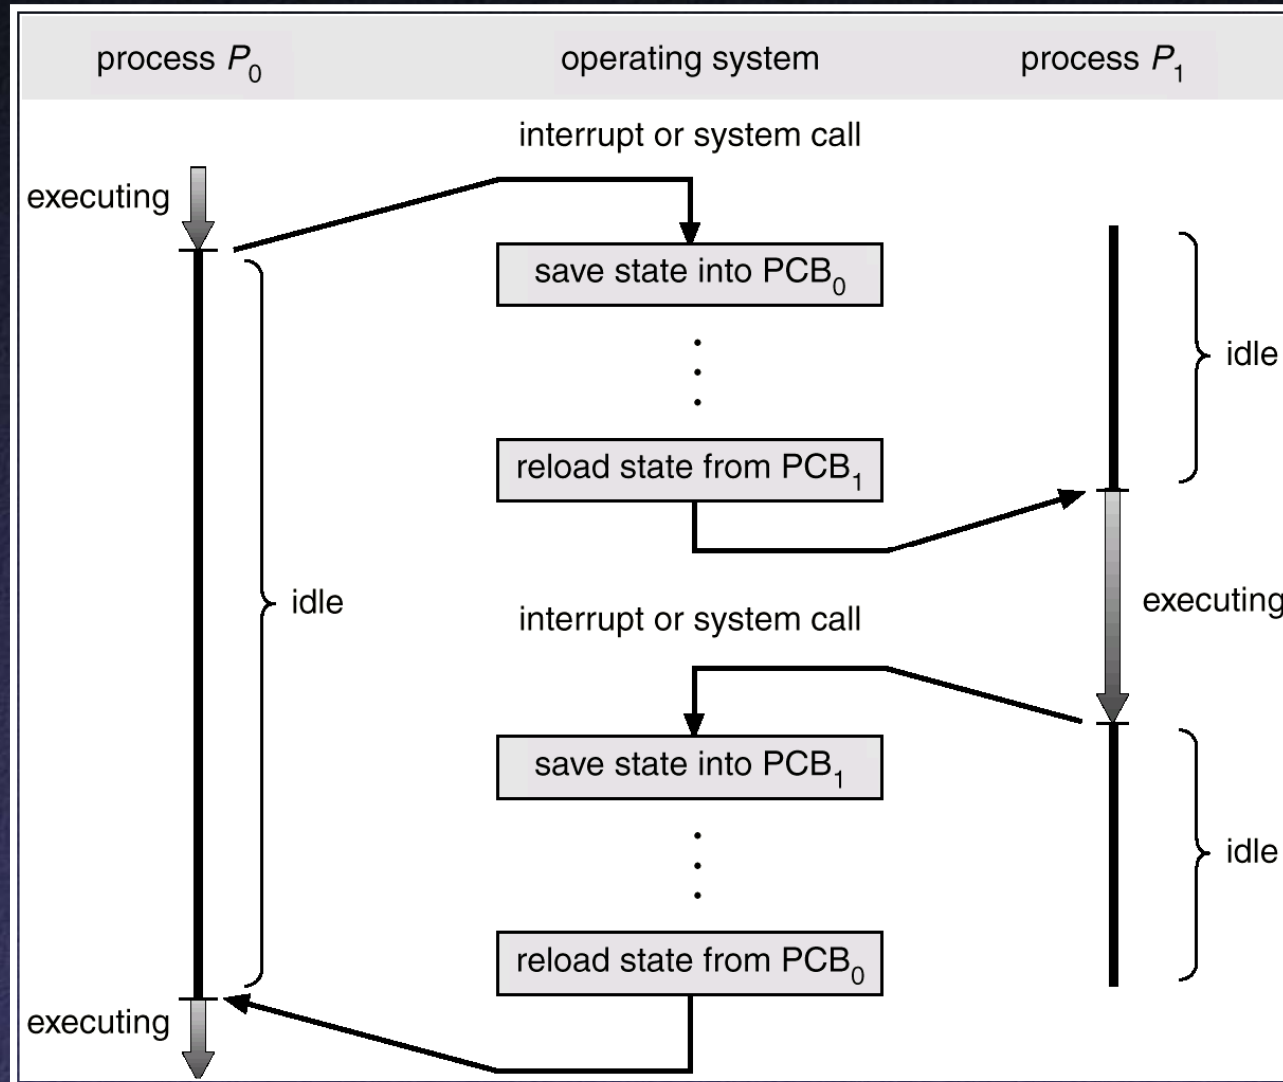 process P0
operating system
process P1
interrupt or system call
executing
save state into PCB0
idle
reload state from PCB1
idle
interrupt or system call
executing
save state into PCB1
idle
reload state from PCB0
executing